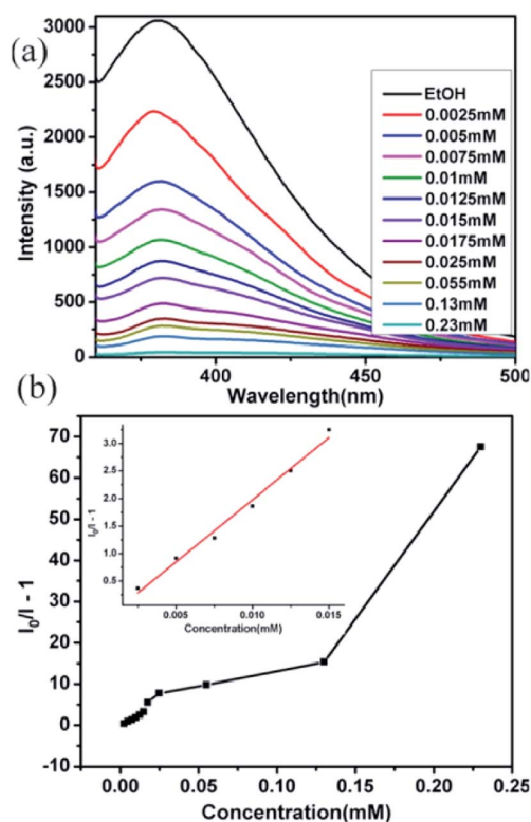 (a)
3000
2500
2000
1500
1000
500
0
Intensity (a.u.)
EtOH
0.0025mM
0.005mM
0.0075mM
0.01mM
0.0125mM
0.015mM
0.0175mM
0.025mM
0.055mM
0.13mM
0.23mM
400 450 500
Wavelength(nm)
(b)
70
60
50
40
30
20
10
0
I₀/I - 1
3.0
2.5
2.0
1.5
1.0
0.5
I₀/I - 1
0.005 0.010 0.015
Concentration(mM)
0.00 0.05 0.10 0.15 0.20 0.25
Concentration(mM)